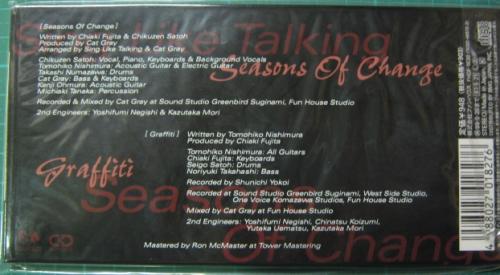 Sing Like Talking
[Seasons Of Change]
Written by Chiaki Fujita & Chikuzen Satoh
Produced by Cat Gray
Arranged by Sing Like Talking & Cat Gray
Chikuzen Satoh: Vocal, Piano, Keyboards & Background Vocals
Tomohiko Nishimura: Acoustic Guitar & Electric Guitar
Takashi Numazawa: Drums
Cat Gray: Bass & Keyboards
Kenji Ohmura: Acoustic Guitar
Michiaki Tanaka: Percussion
Seasons Of Change
Recorded & Mixed by Cat Gray at Sound Studio Greenbird Suginami, Fun House Studio
2nd Engineers: Yoshifumi Negishi & Kazutaka Mori
[Graffiti]
Written by Tomohiko Nishimura
Produced by Chiaki Fujita
Graffiti
Tomohiko Nishimura: All Guitars
Chiaki Fujita: Keyboards
Seigo Satoh: Drums
Noriyuki Takahashi: Bass
Recorded by Shunichi Yokoi
Recorded at Sound Studio Greenbird Suginami, West Side Studio,
One Voice Komazawa Studios, Fun House Studio
Mixed by Cat Gray at Fun House Studio
2nd Engineers: Yoshifumi Negishi, Chinatsu Koizumi,
Yutaka Uematsu, Kazutaka Mori
Mastered by Ron McMaster at Tower Mastering
Seasons
Of Change
定価¥948
4 988027 018276